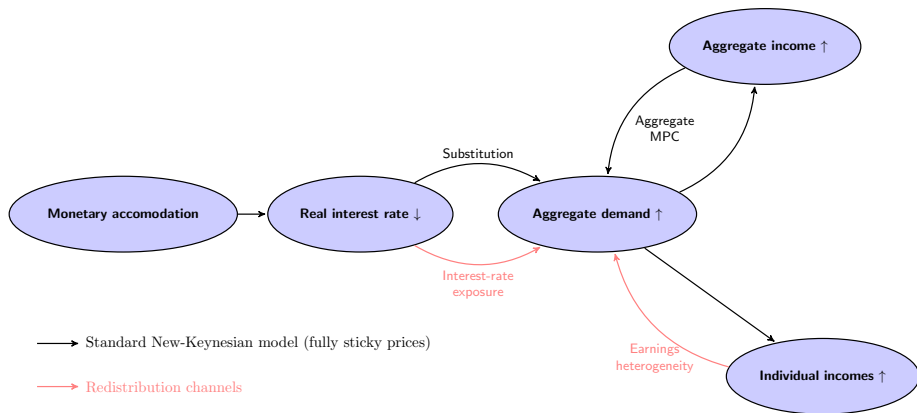 Aggregate income ↑
Aggregate
MPC
Substitution
Monetary accomodation
Real interest rate ↓
Aggregate demand ↑
Interest-rate
exposure
Standard New-Keynesian model (fully sticky prices)
Earnings
heterogeneity
Individual incomes ↑
Redistribution channels